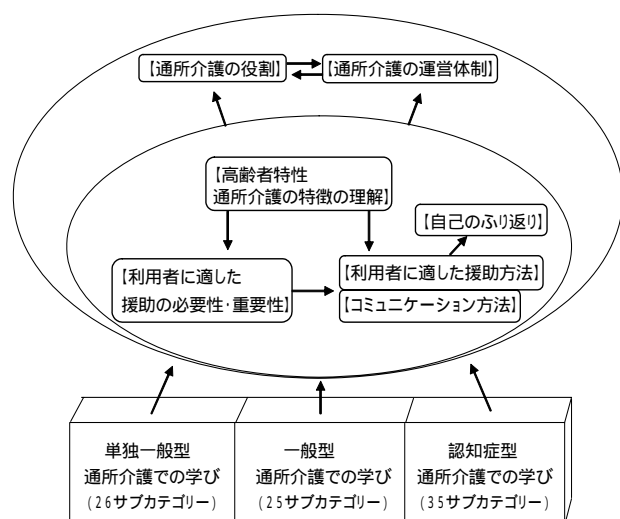 【通所介護の役割】
【通所介護の運営体制】
【高齢者特性
通所介護の特徴の理解】
【自己のふり返り】
【利用者に適した
援助の必要性・重要性】
【利用者に適した援助方法】
【コミュニケーション方法】
単独一般型
通所介護での学び
(26サブカテゴリー)
一般型
通所介護での学び
(25サブカテゴリー)
認知症型
通所介護での学び
(35サブカテゴリー)